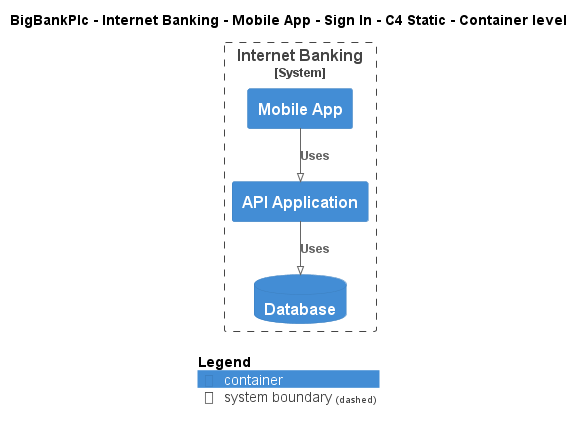 BigBankPlc - Internet Banking - Mobile App - Sign In - C4 Static - Container level
Internet Banking
[System]
Mobile App
Uses
API Application
Uses
Database
Legend
container
system boundary (dashed)